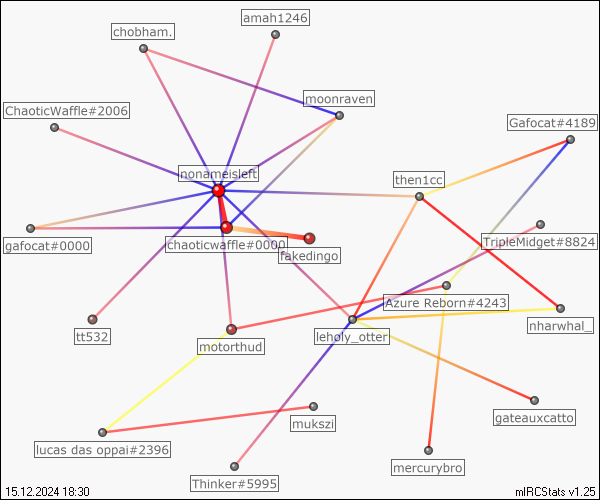 amah1246
chobham.
moonraven
ChaoticWaffle#2006
Gafocat#4189
nonameisleft
then1cc
TripleMidget#8824
gafocat#0000
chaoticwaffle#0000
fakedingo
Azure Reborn#4243
nharwhal_
tt532
motorthud
leholy_otter
gateauxcatto
mukszi
lucas das oppai#2396
mercurybro
Thinker#5995
15.12.2024 18:30
mIRCStats v1.25